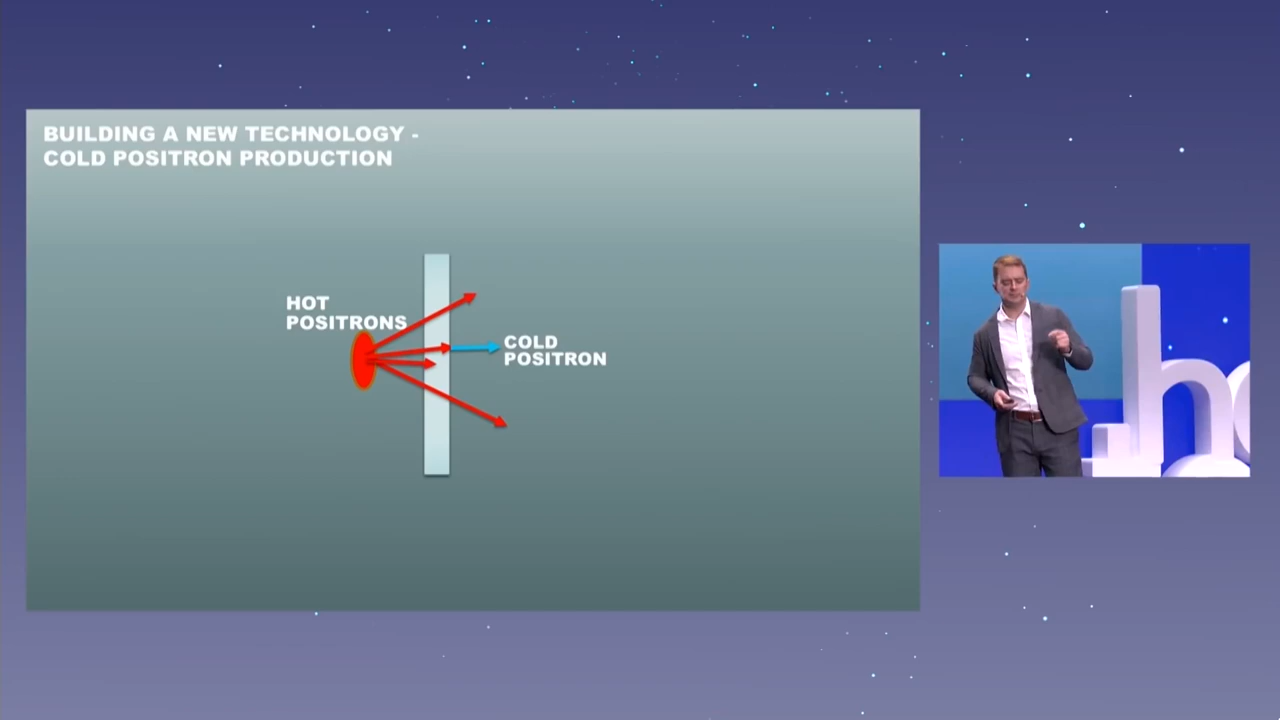 BUILDING A NEW TECHNOLOGY -
COLD POSITRON PRODUCTION
HOT
POSITRONS
COLD
POSITRON